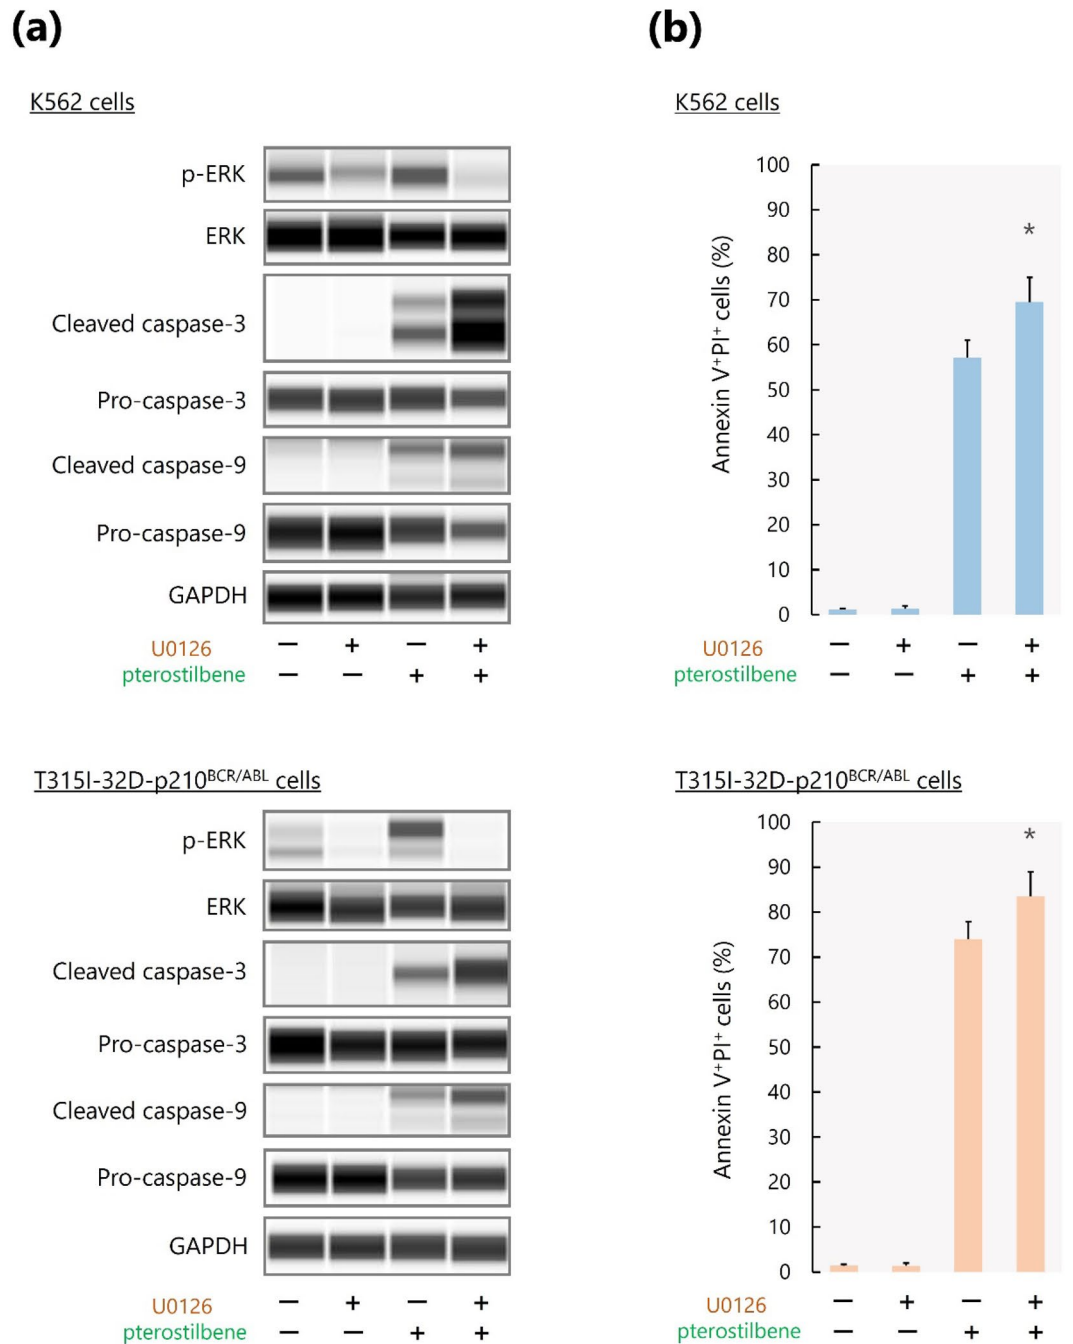 (a)
K562 cells
p-ERK
ERK
Cleaved caspase-3
Pro-caspase-3
Cleaved caspase-9
Pro-caspase-9
GAPDH
U0126 − + − +
pterostilbene − − + +
T315I-32D-p210BCR/ABL cells
p-ERK
ERK
Cleaved caspase-3
Pro-caspase-3
Cleaved caspase-9
Pro-caspase-9
GAPDH
U0126 − + − +
pterostilbene − − + +
(b)
K562 cells
Annexin V⁺PI⁺ cells (%)
100
90
80
70
60
50
40
30
20
10
0
*
U0126 − + − +
pterostilbene − − + +
T315I-32D-p210BCR/ABL cells
Annexin V⁺PI⁺ cells (%)
100
90
80
70
60
50
40
30
20
10
0
*
U0126 − + − +
pterostilbene − − + +